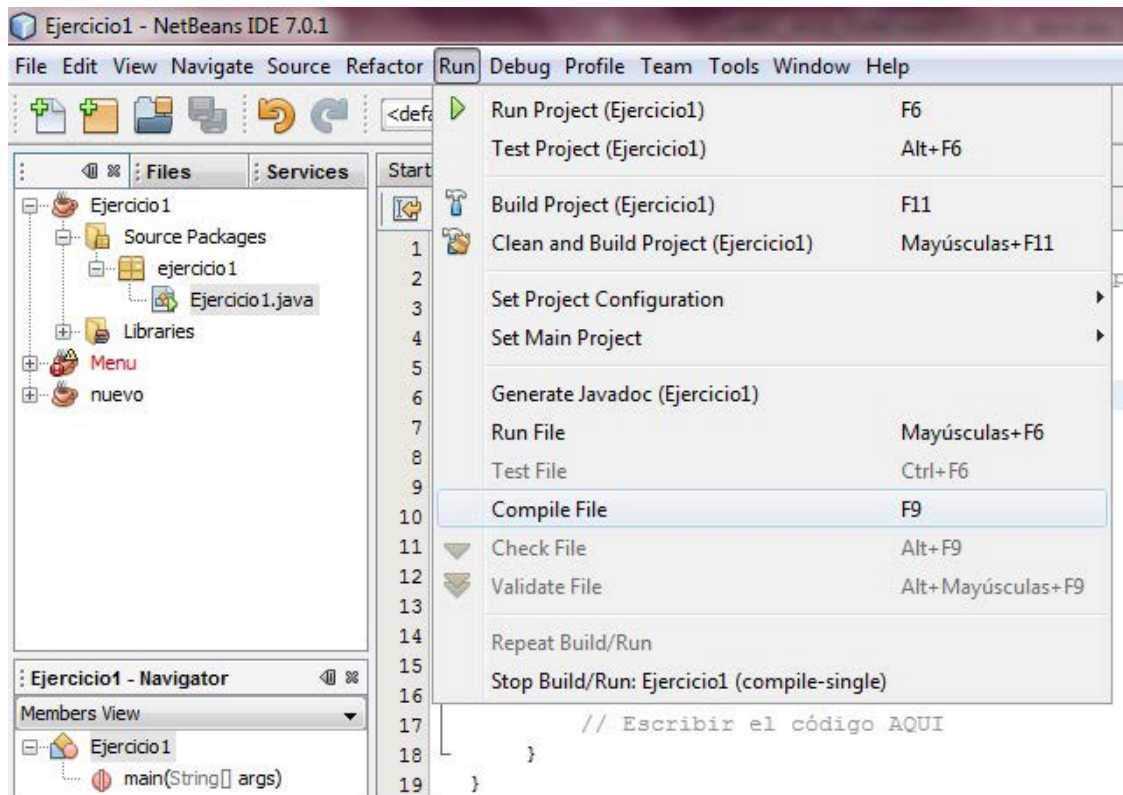 Ejercicio1 - NetBeans IDE 7.0.1
File Edit View Navigate Source Refactor Run Debug Profile Team Tools Window Help
<defa
Run Project (Ejercicio1) F6
Test Project (Ejercicio1) Alt+F6
Build Project (Ejercicio1) F11
Clean and Build Project (Ejercicio1) Mayúsculas+F11
Set Project Configuration
Set Main Project
Generate Javadoc (Ejercicio1)
Run File Mayúsculas+F6
Test File Ctrl+F6
Compile File F9
Check File Alt+F9
Validate File Alt+Mayúsculas+F9
Repeat Build/Run
Stop Build/Run: Ejercicio1 (compile-single)
Files Services Start
Ejercicio1
Source Packages
ejercicio1
Ejercicio1.java
Libraries
Menu
nuevo
1
2
3
4
5
6
7
8
9
10
11
12
13
14
15
16
17 // Escribir el código AQUI
18 }
19 }
Ejercicio1 - Navigator
Members View
Ejercicio1
main(String[] args)